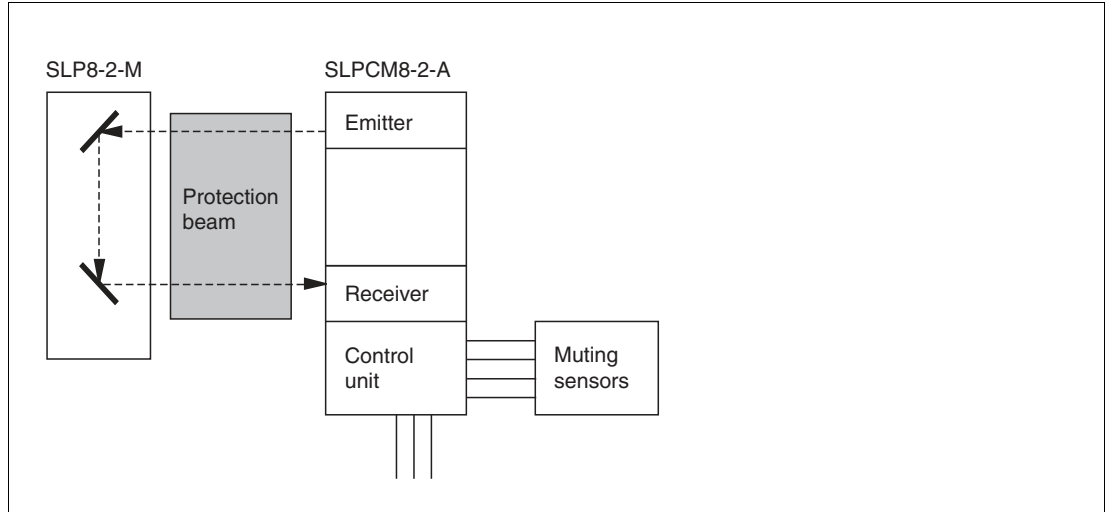 SLP8-2-M
SLPCM8-2-A
Emitter
Protection
beam
Receiver
Control
unit
Muting
sensors